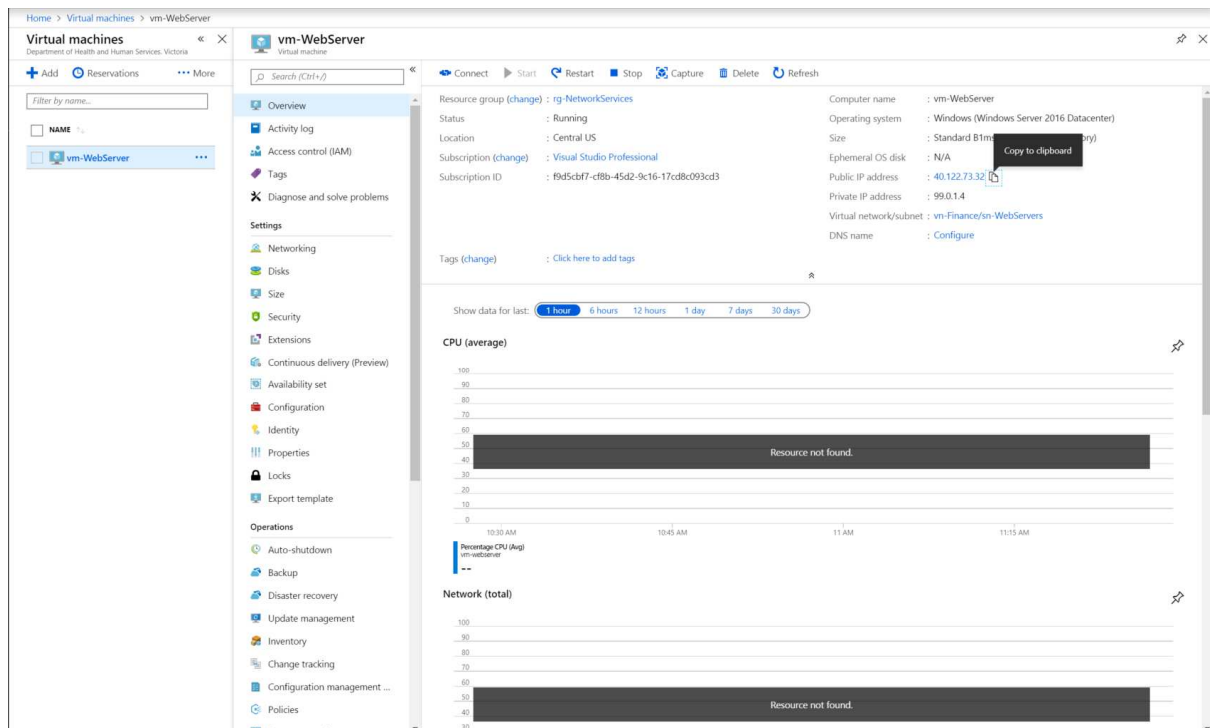 Home > Virtual machines > vm-WebServer
Virtual machines
Department of Health and Human Services. Victoria
Add Reservations More
Filter by name...
NAME
vm-WebServer
vm-WebServer
Virtual machine
Search (Ctrl+/)
Overview
Activity log
Access control (IAM)
Tags
Diagnose and solve problems
Settings
Networking
Disks
Size
Security
Extensions
Continuous delivery (Preview)
Availability set
Configuration
Identity
Properties
Locks
Export template
Operations
Auto-shutdown
Backup
Disaster recovery
Update management
Inventory
Change tracking
Configuration management ...
Policies
Connect Start Restart Stop Capture Delete Refresh
Resource group (change) : rg-NetworkServices
Status : Running
Location : Central US
Subscription (change) : Visual Studio Professional
Subscription ID : f9d5cbf7-cf8b-45d2-9c16-17cd8c093cd3
Tags (change) : Click here to add tags
Computer name : vm-WebServer
Operating system : Windows (Windows Server 2016 Datacenter)
Size : Standard B1ms
Copy to clipboard
Ephemeral OS disk : N/A
Public IP address : 40.122.73.32
Private IP address : 99.0.1.4
Virtual network/subnet : vn-Finance/sn-WebServers
DNS name : Configure
Show data for last: 1 hour 6 hours 12 hours 1 day 7 days 30 days
CPU (average)
100
90
80
70
60
50
Resource not found.
40
30
20
10
0
10:30 AM 10:45 AM 11 AM 11:15 AM
Percentage CPU (Avg)
vm-webserver
--
Network (total)
100
90
80
70
60
50
Resource not found.
40
30